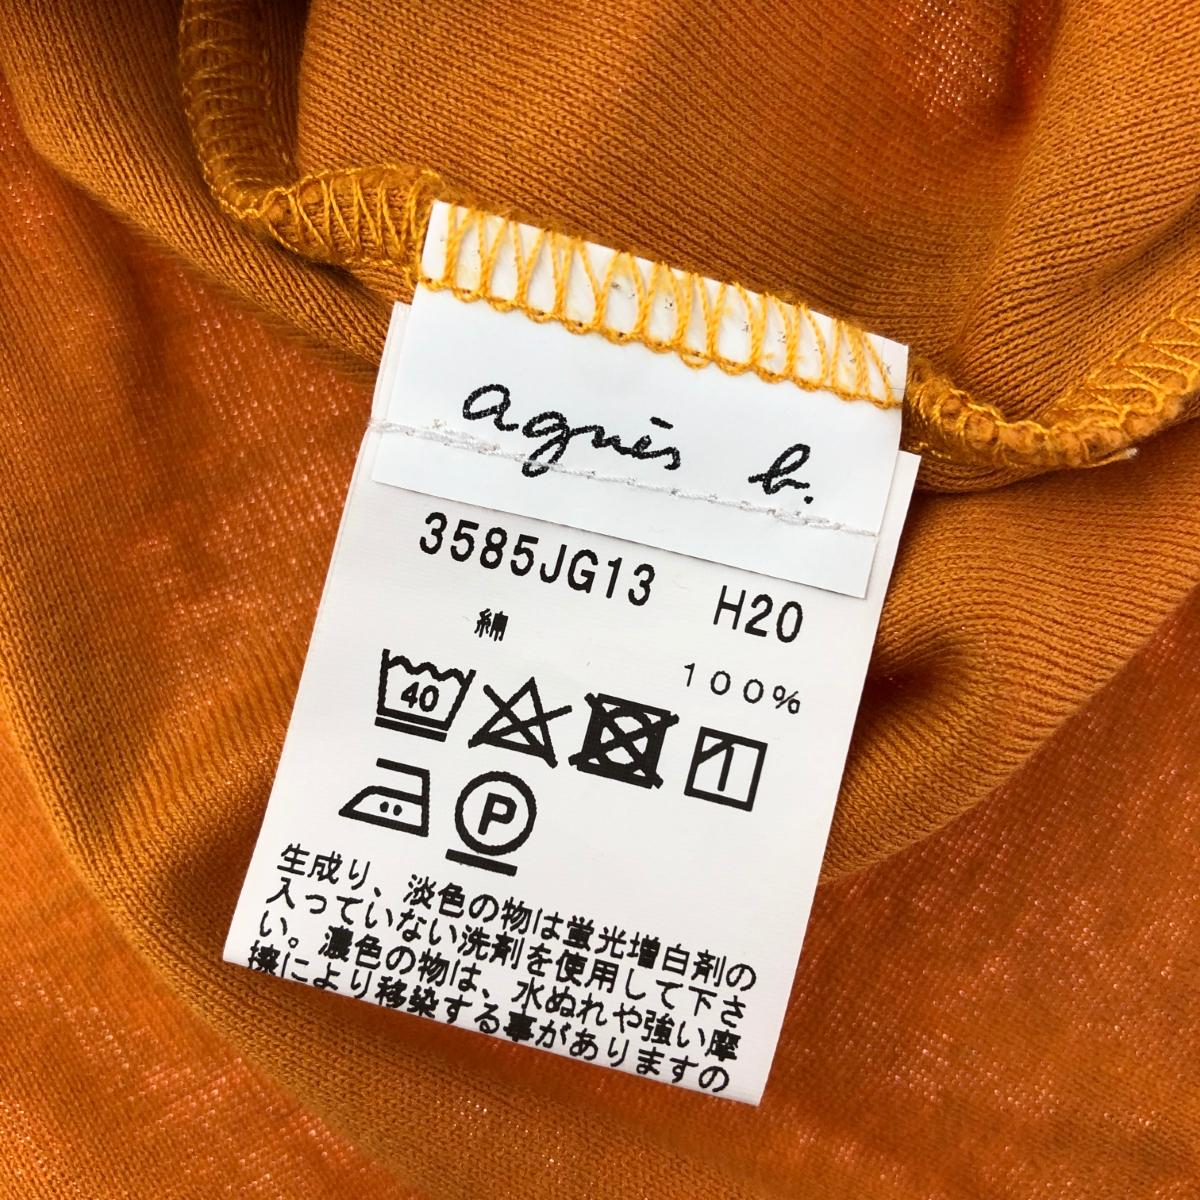 agnès b.
3585JG13 H20
綿
100%
40
P
生成り、淡色の物は蛍光増白剤の
入っていない洗剤を使用して下さ
い。濃色の物は、水ぬれや強い摩
擦により移染する事がありますの